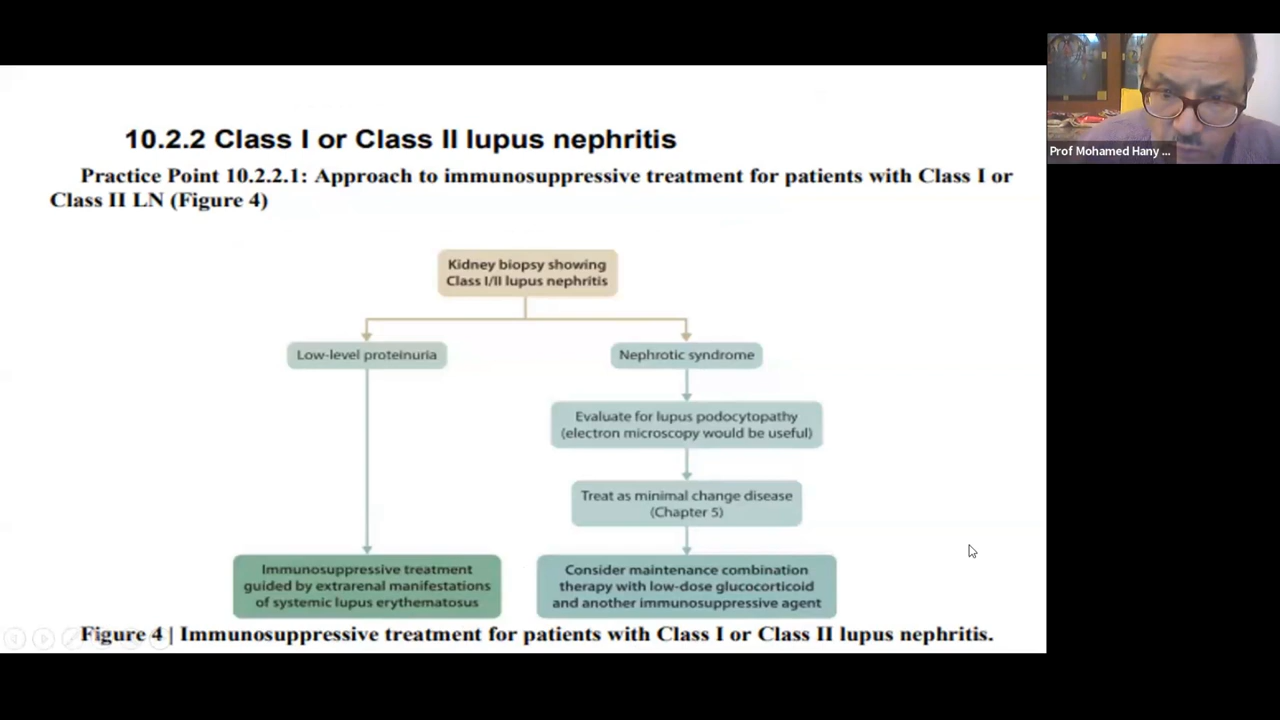 10.2.2 Class I or Class II lupus nephritis
Practice Point 10.2.2.1: Approach to immunosuppressive treatment for patients with Class I or
Class II LN (Figure 4)
Kidney biopsy showing
Class I/II lupus nephritis
Low-level proteinuria
Nephrotic syndrome
Evaluate for lupus podocytopathy
(electron microscopy would be useful)
Treat as minimal change disease
(Chapter 5)
Immunosuppressive treatment
guided by extrarenal manifestations
of systemic lupus erythematosus
Consider maintenance combination
therapy with low-dose glucocorticoid
and another immunosuppressive agent
Figure 4 | Immunosuppressive treatment for patients with Class I or Class II lupus nephritis.
Prof Mohamed Hany ...